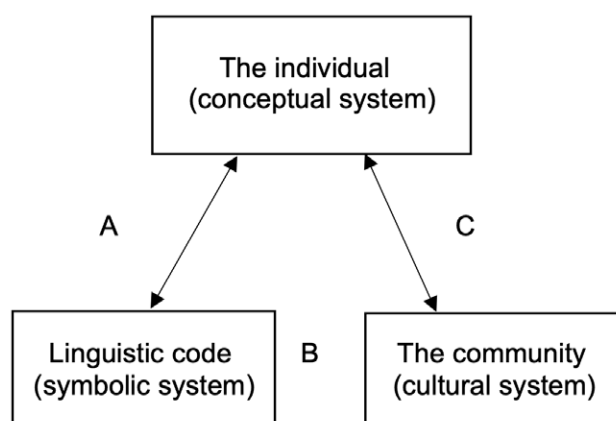 The individual
(conceptual system)
A
C
Linguistic code
(symbolic system)
B
The community
(cultural system)